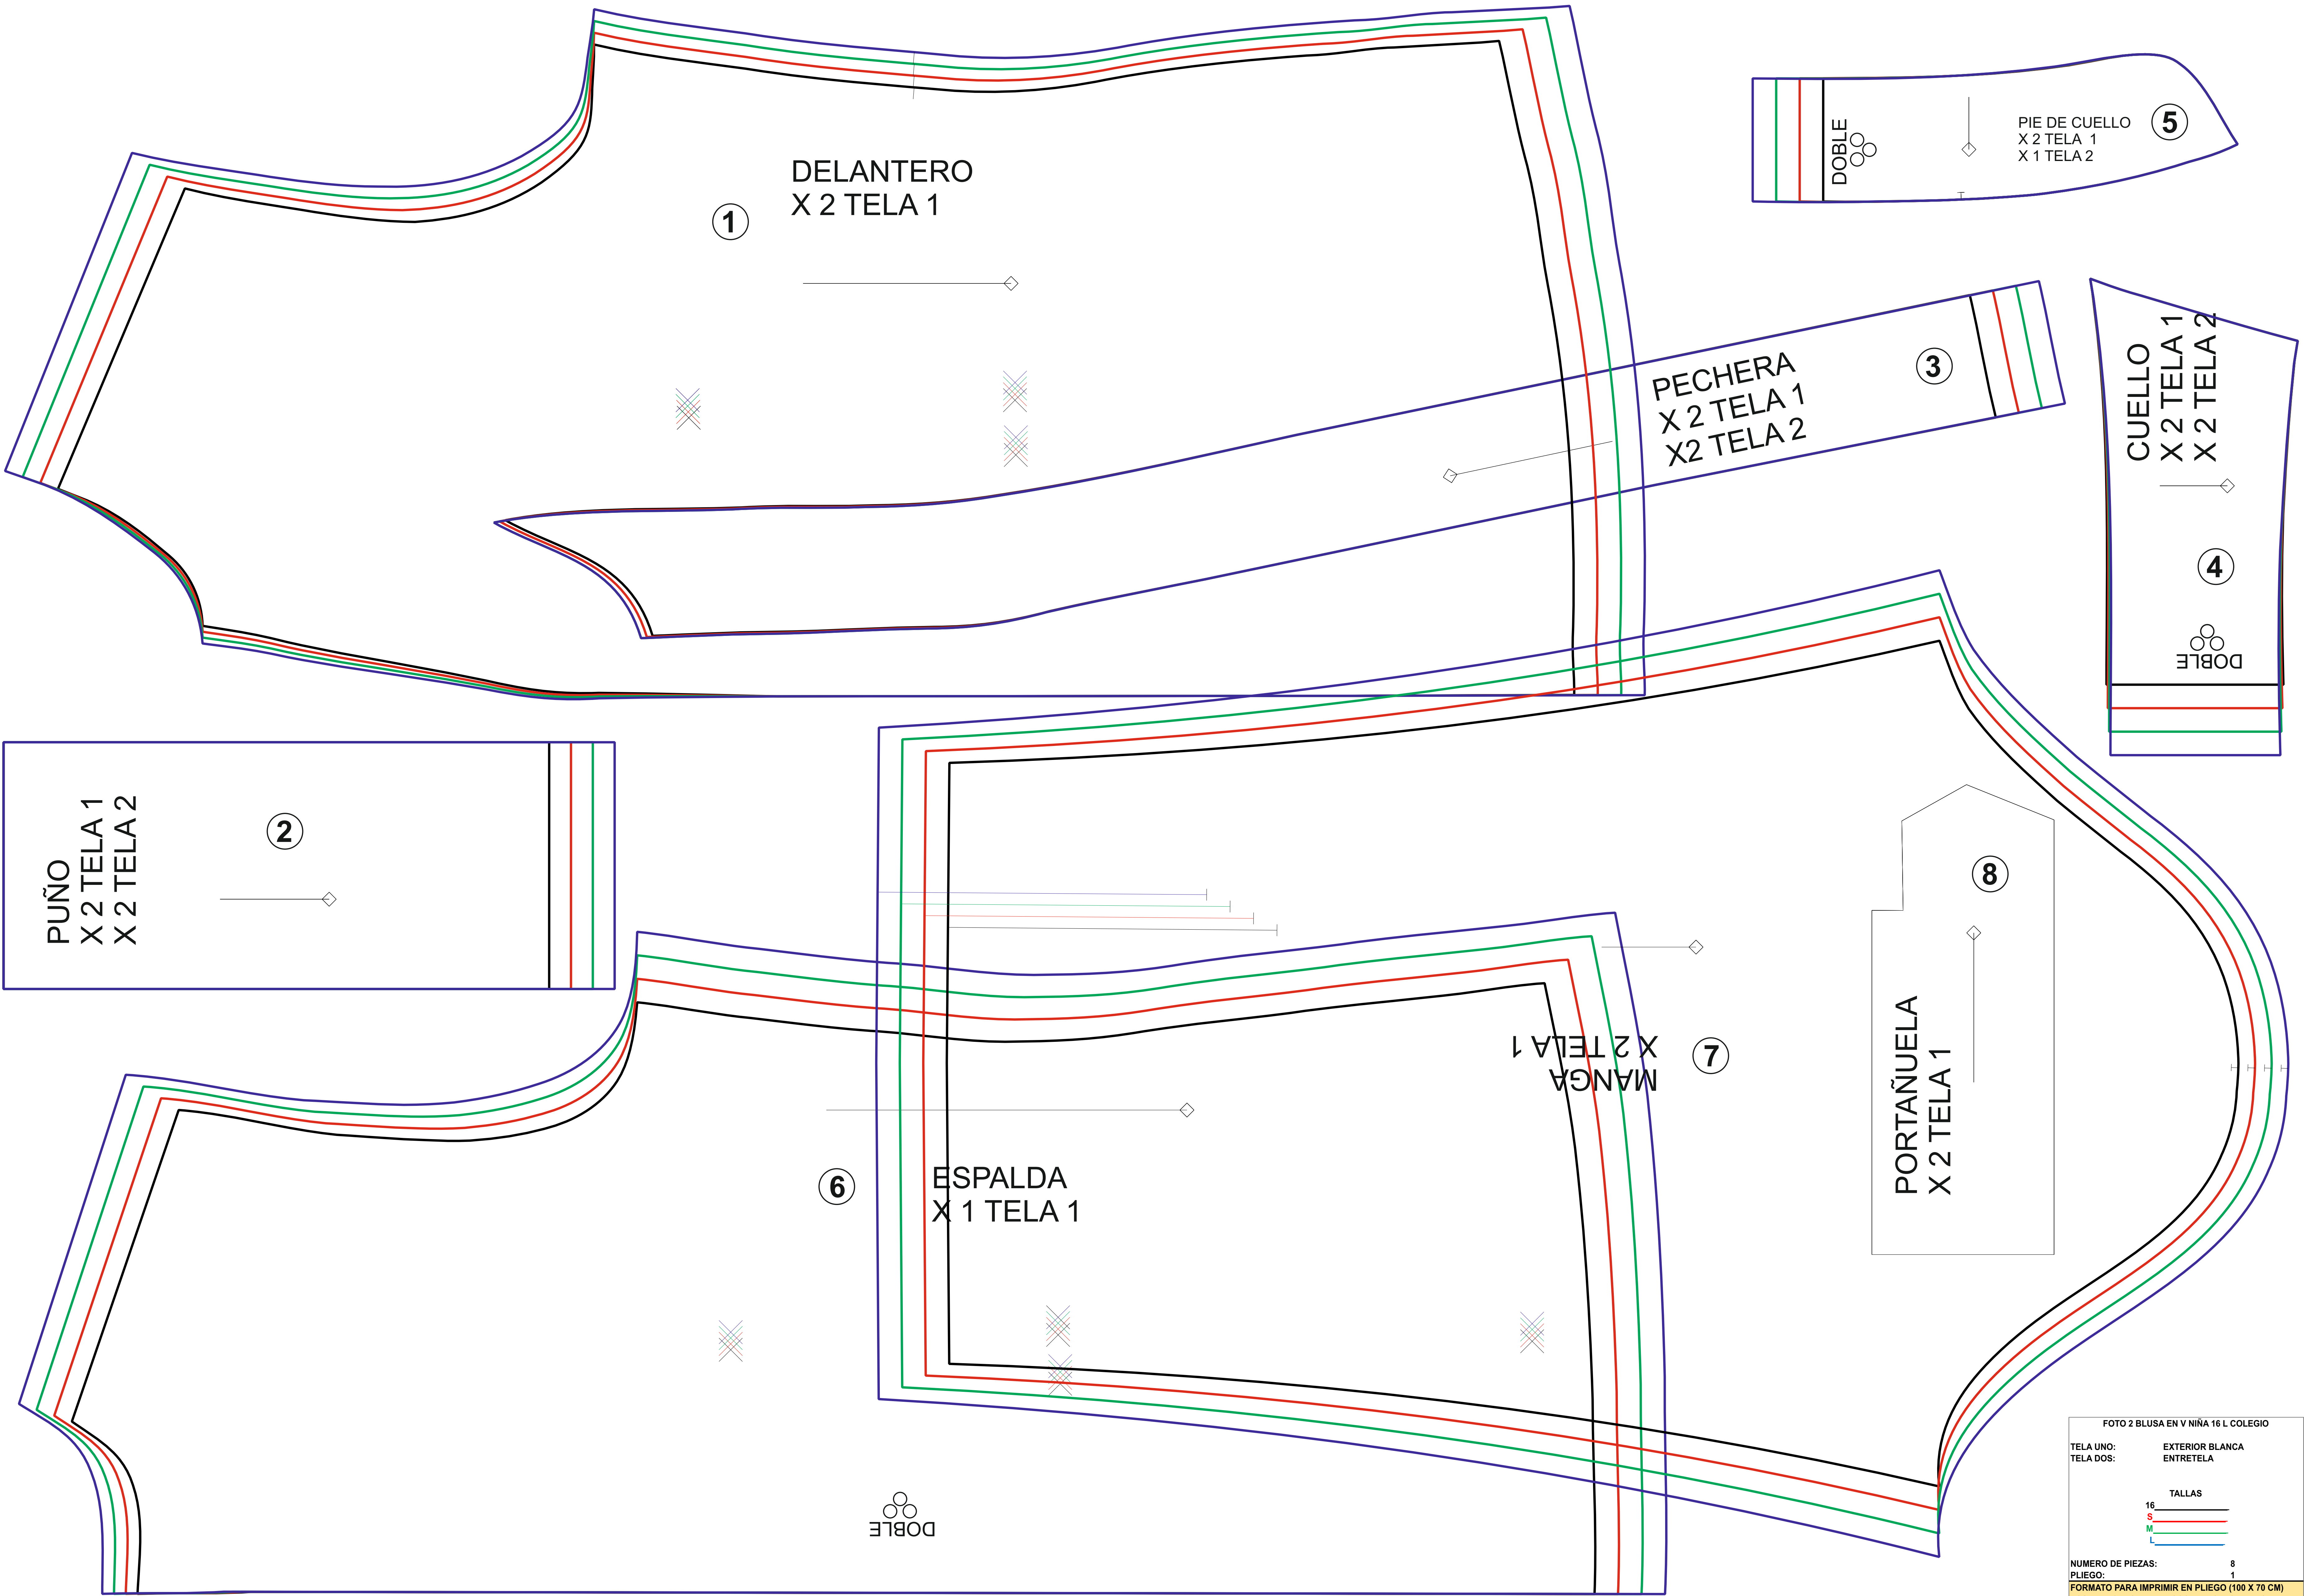 DELANTERO
X 2 TELA 1
1
DOBLE
PIE DE CUELLO
X 2 TELA 1
X 1 TELA 2
5
PECHERA
X 2 TELA 1
X2 TELA 2
3
CUELLO
X 2 TELA 1
X 2 TELA 2
4
DOBLE
PUÑO
X 2 TELA 1
X 2 TELA 2
2
8
PORTAÑUELA
X 2 TELA 1
MANGA
X 2 TELA 1
7
6
ESPALDA
X 1 TELA 1
DOBLE
FOTO 2 BLUSA EN V NIÑA 16 L COLEGIO
TELA UNO: EXTERIOR BLANCA
TELA DOS: ENTRETELA
TALLAS
16
S
M
L
NUMERO DE PIEZAS: 8
PLIEGO: 1
FORMATO PARA IMPRIMIR EN PLIEGO (100 X 70 CM)